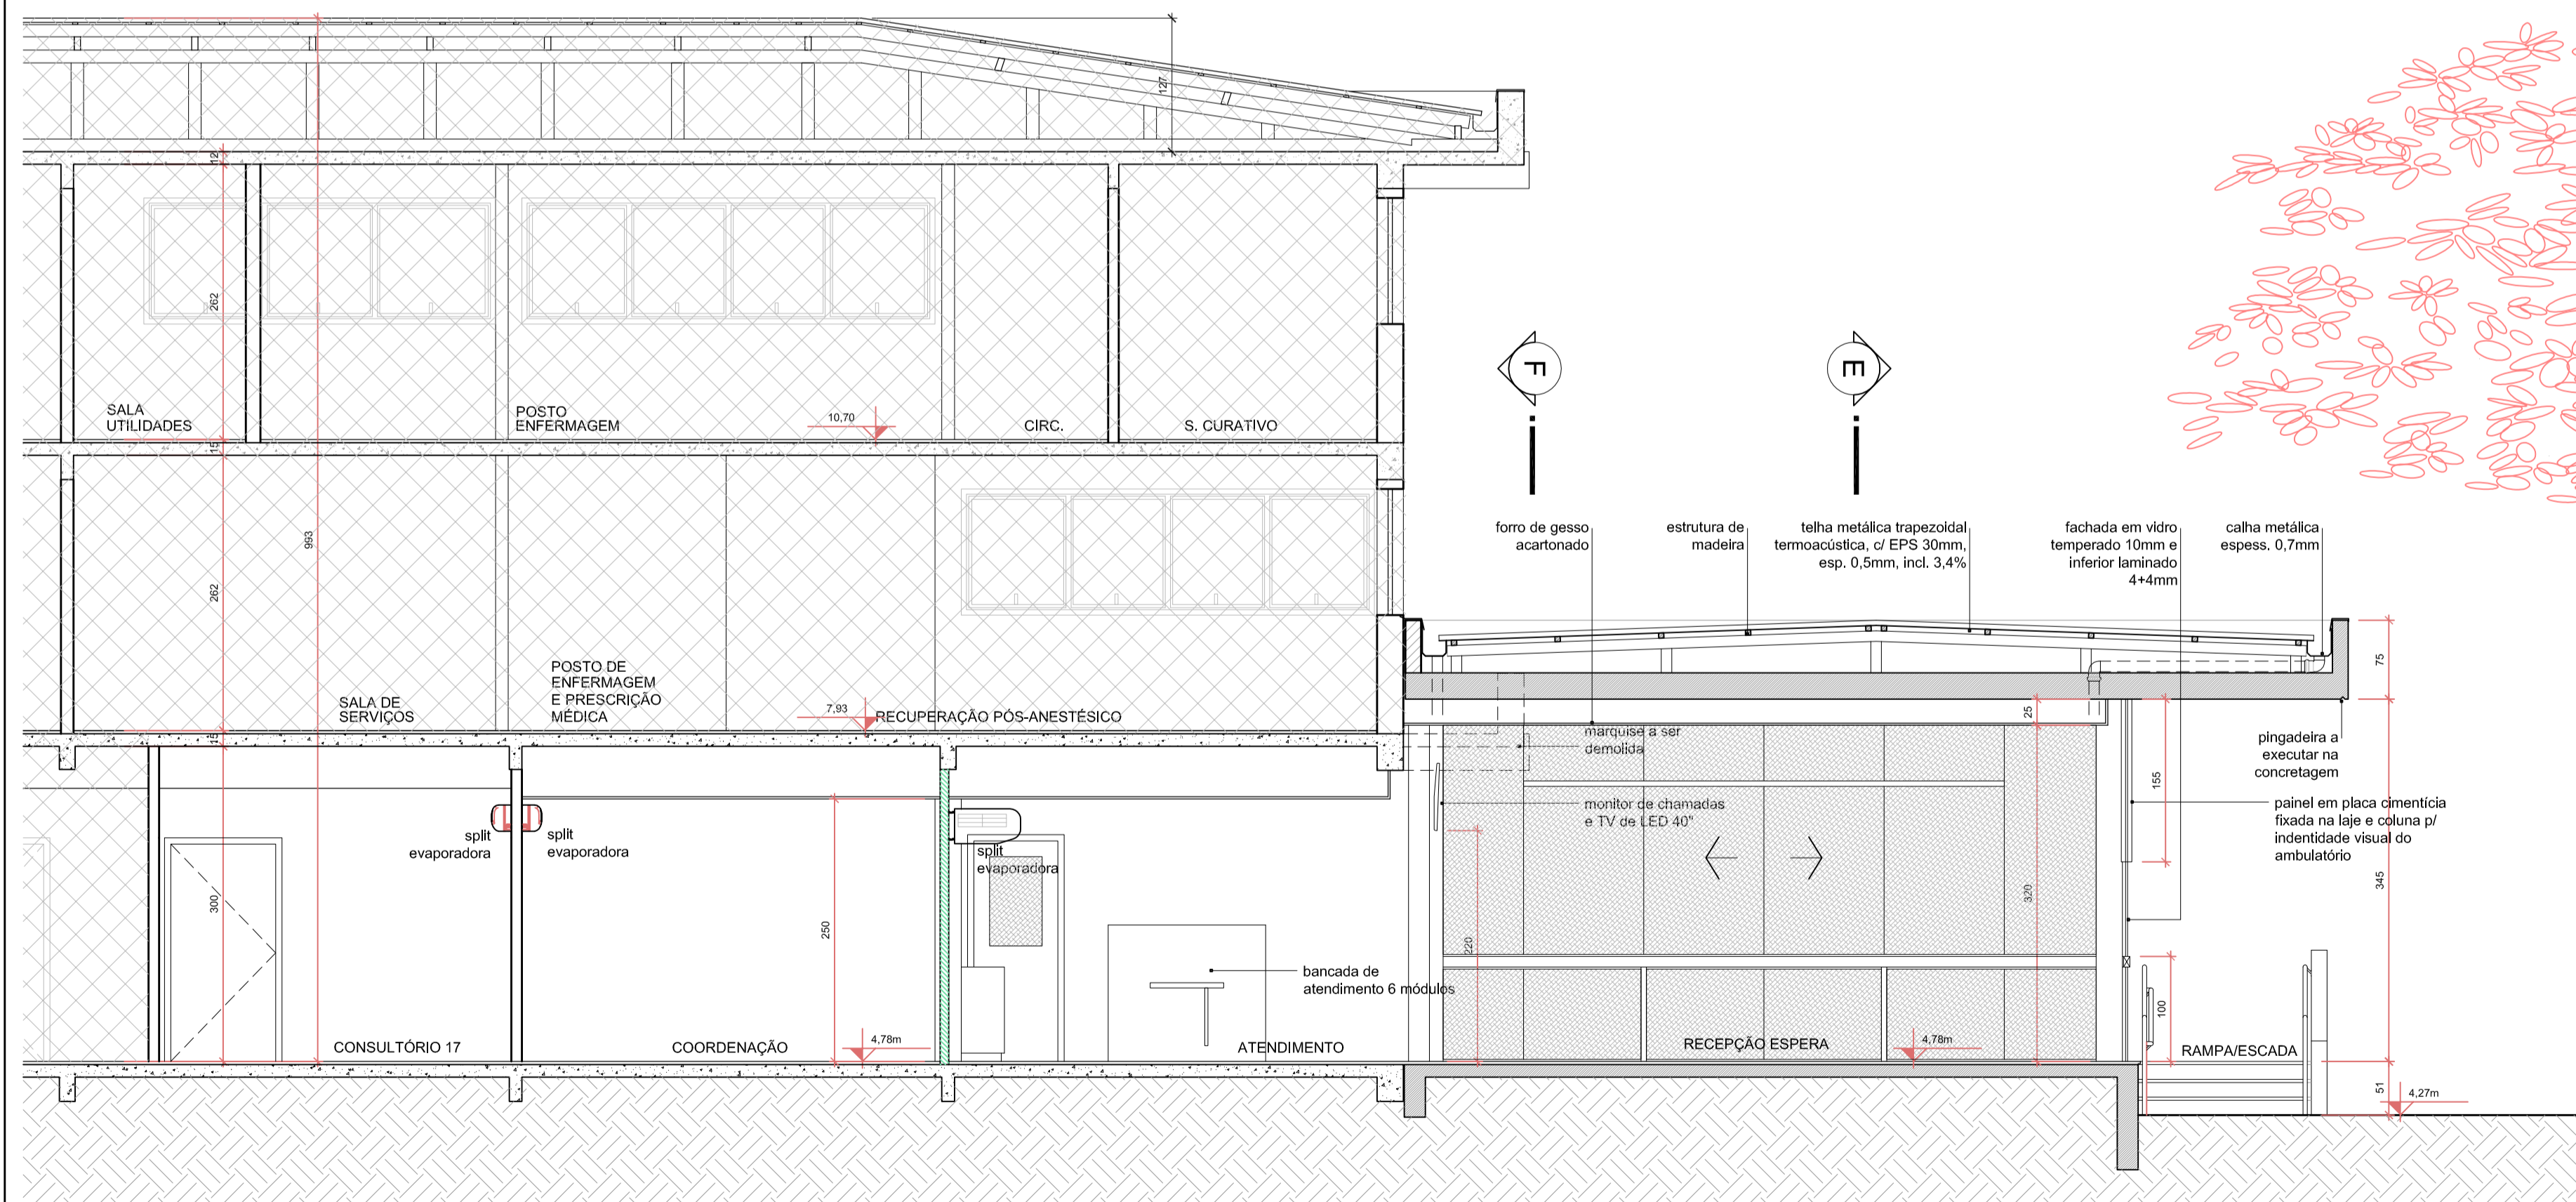 127
12
262
SALA
UTILIDADES
POSTO
ENFERMAGEM
10,70
CIRC.
S. CURATIVO
F
E
15
993
262
forro de gesso
acartonado
estrutura de
madeira
telha metálica trapezoidal
termoacústica, c/ EPS 30mm,
esp. 0,5mm, incl. 3,4%
fachada em vidro
temperado 10mm e
inferior laminado
4+4mm
calha metálica
espess. 0,7mm
SALA DE
SERVIÇOS
POSTO DE
ENFERMAGEM
E PRESCRIÇÃO
MÉDICA
7,93
RECUPERAÇÃO PÓS-ANESTÉSICO
75
25
15
marquise a ser
demolida
pingadeira a
executar na
concretagem
155
monitor de chamadas
e TV de LED 40"
painel em placa cimentícia
fixada na laje e coluna p/
indentidade visual do
ambulatório
split
evaporadora
split
evaporadora
split
evaporadora
300
250
220
320
345
bancada de
atendimento 6 módulos
100
CONSULTÓRIO 17
COORDENAÇÃO
4,78m
ATENDIMENTO
RECEPÇÃO ESPERA
4,78m
RAMPA/ESCADA
51
4,27m